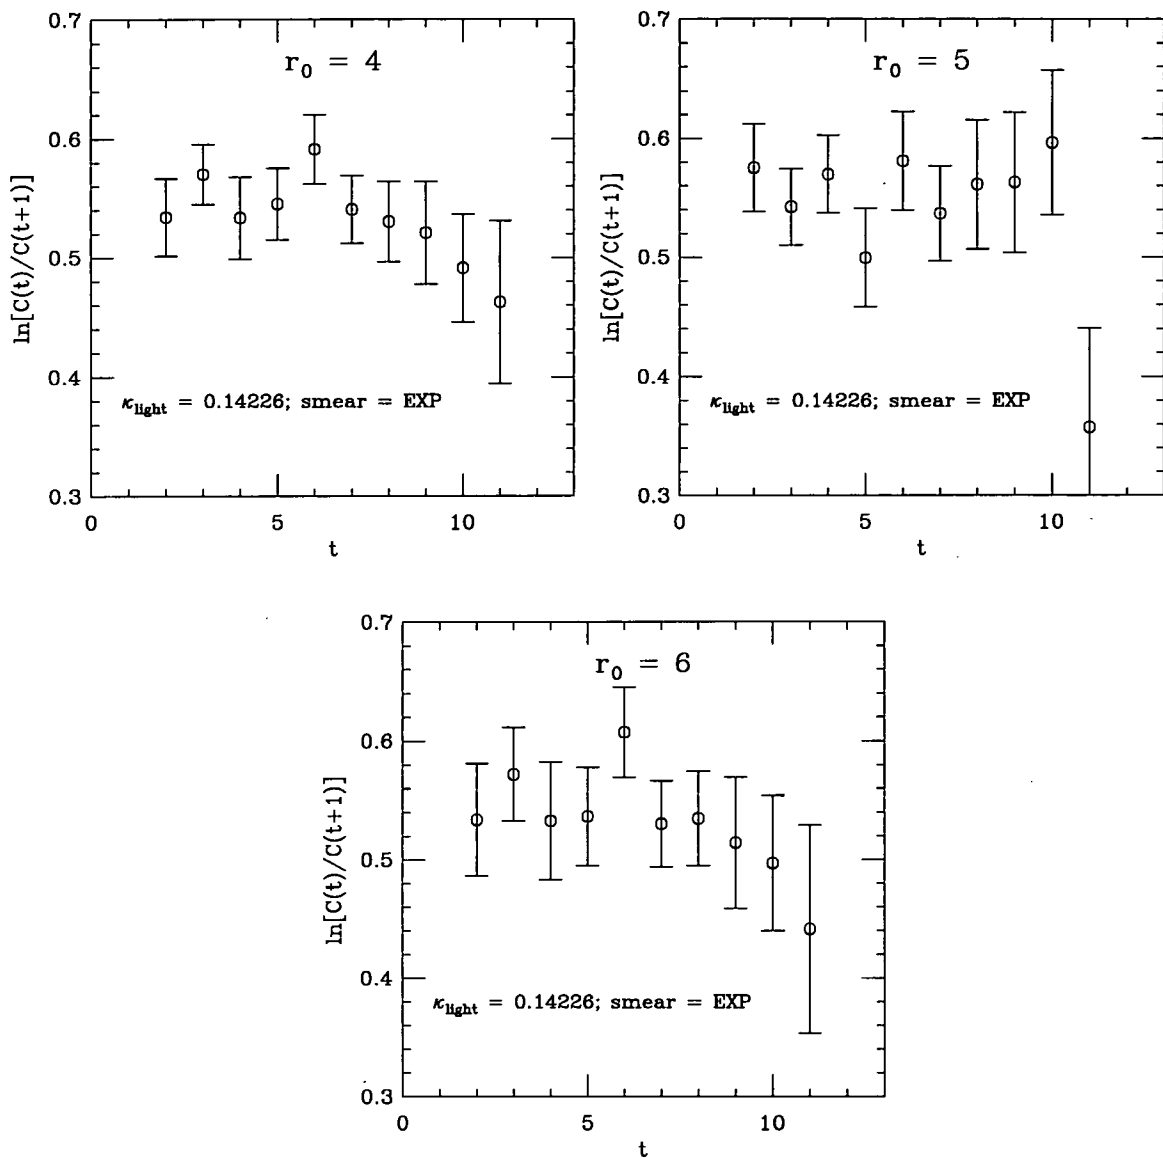 r₀ = 4
0.7
0.6
0.5
0.4
0.3
ln[C(t)/C(t+1)]
κlight = 0.14226; smear = EXP
0 5 10
t
r₀ = 5
0.7
0.6
0.5
0.4
0.3
ln[C(t)/C(t+1)]
κlight = 0.14226; smear = EXP
0 5 10
t
r₀ = 6
0.7
0.6
0.5
0.4
0.3
ln[C(t)/C(t+1)]
κlight = 0.14226; smear = EXP
0 5 10
t